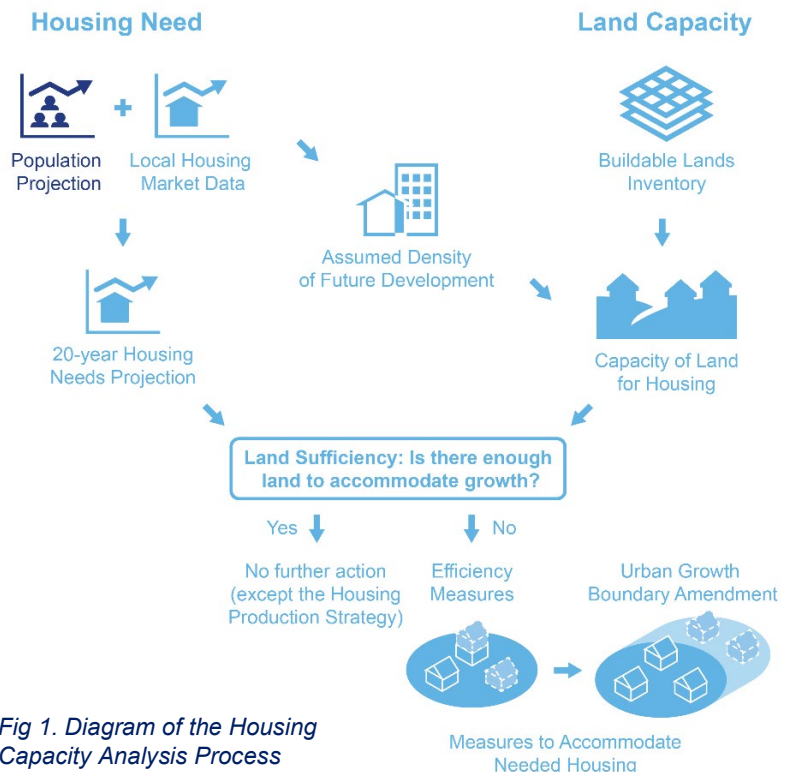 Housing Need
Land Capacity
Population
Projection
+
Local Housing
Market Data
Buildable Lands
Inventory
Assumed Density
of Future Development
20-year Housing
Needs Projection
Capacity of Land
for Housing
Land Sufficiency: Is there enough
land to accommodate growth?
Yes
No
No further action
(except the Housing
Production Strategy)
Efficiency
Measures
Urban Growth
Boundary Amendment
Fig 1. Diagram of the Housing
Capacity Analysis Process
Measures to Accommodate
Needed Housing